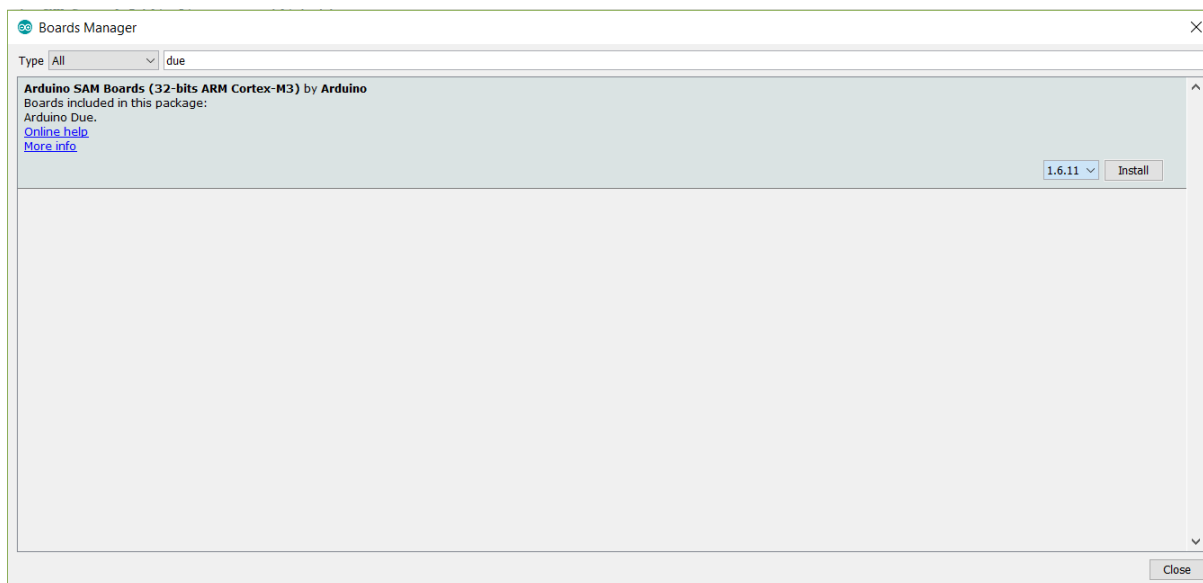 Boards Manager
Type All due
Arduino SAM Boards (32-bits ARM Cortex-M3) by Arduino
Boards included in this package:
Arduino Due.
Online help
More info
1.6.11 Install
Close